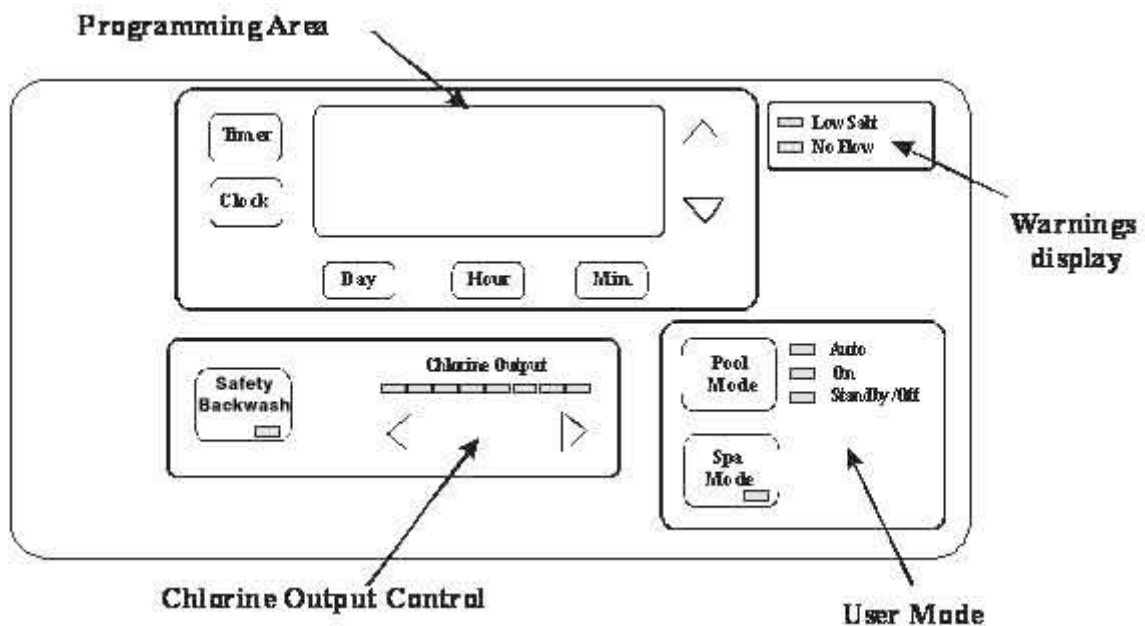 Programming Area
Timer
Clock
Day
Hour
Min.
Low Salt
No Flow
Warnings
display
Safety
Backwash
Chlorine Output
Pool
Mode
Auto
On
StandBy/Off
Spa
Mode
Chlorine Output Control
User Mode